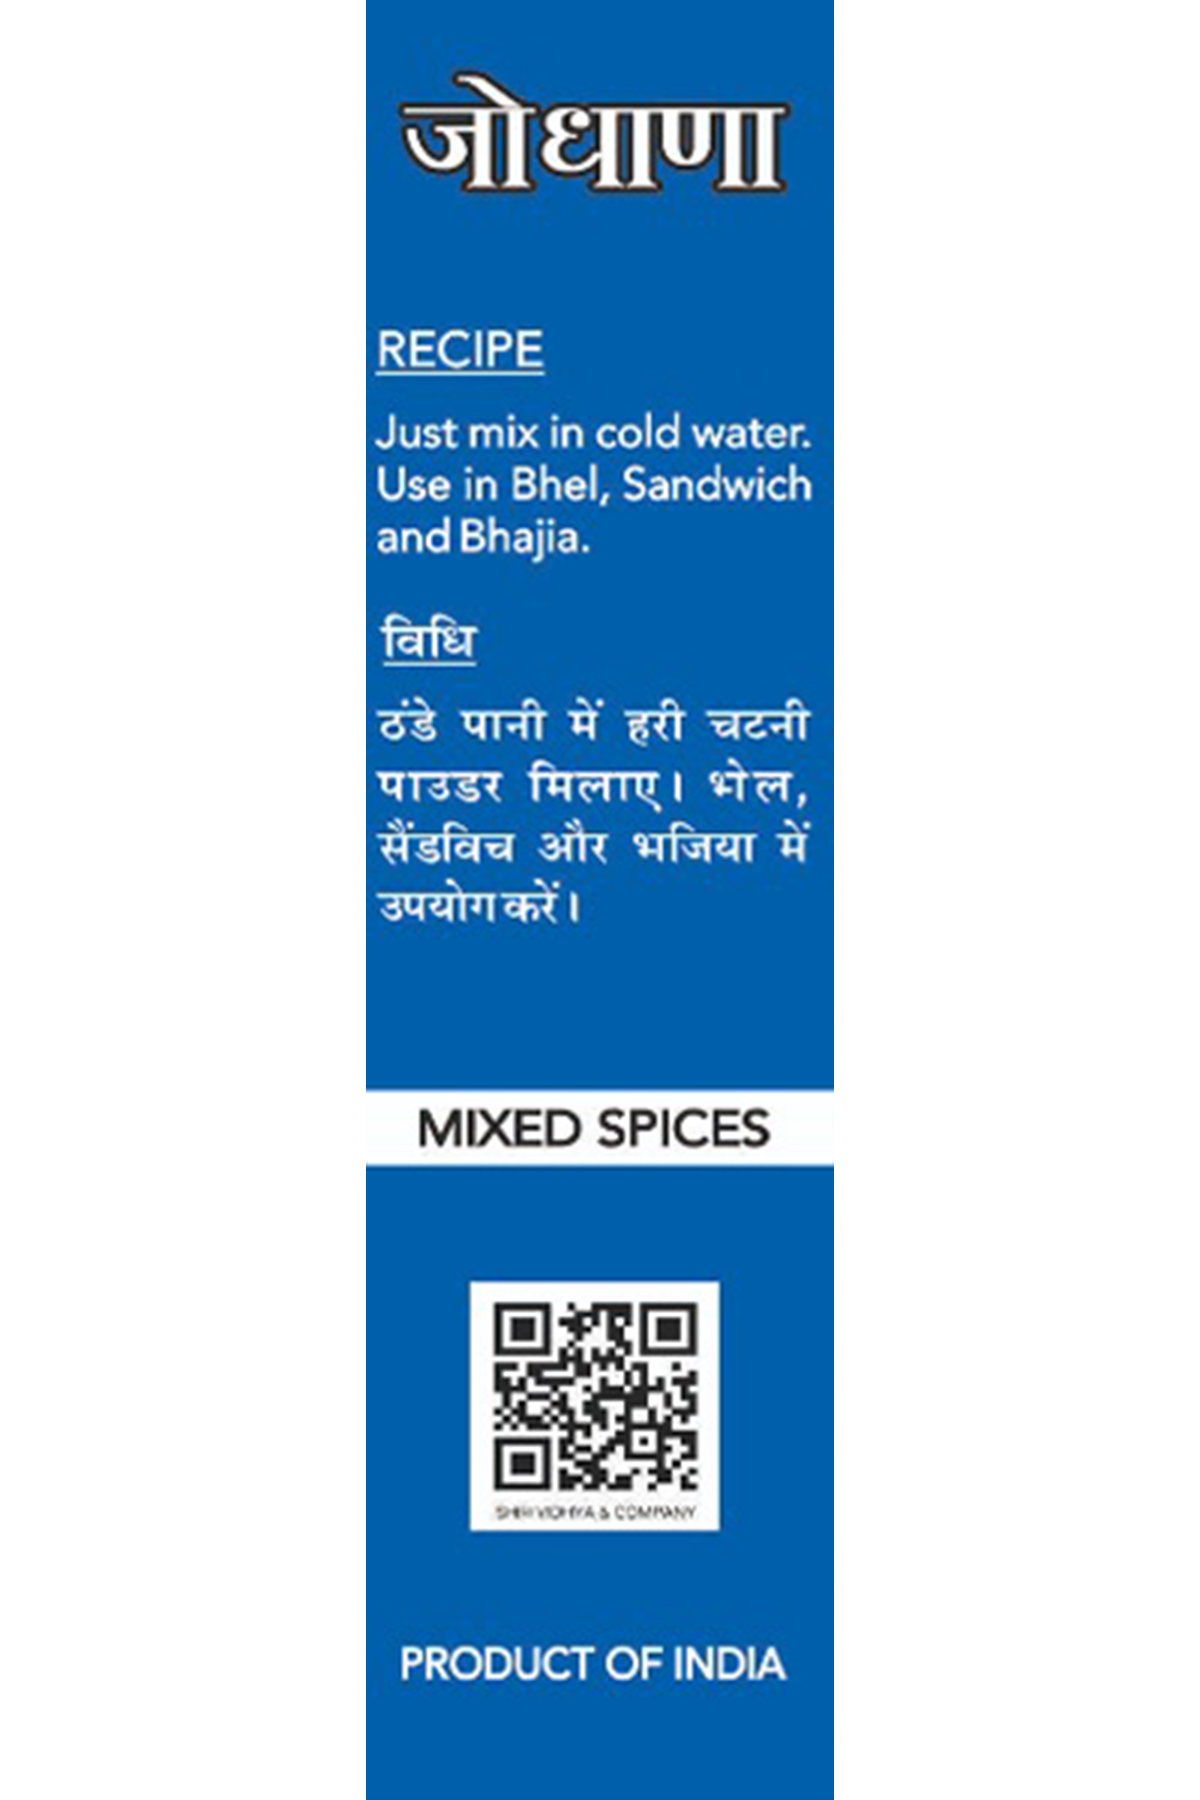 जोधाणा
RECIPE
Just mix in cold water.
Use in Bhel, Sandwich
and Bhajia.
विधि
ठंडे पानी में हरी चटनी
पाउडर मिलाए। भेल,
सैंडविच और भजिया में
उपयोग करें।
MIXED SPICES
SHRI VIDHYA & COMPANY
PRODUCT OF INDIA